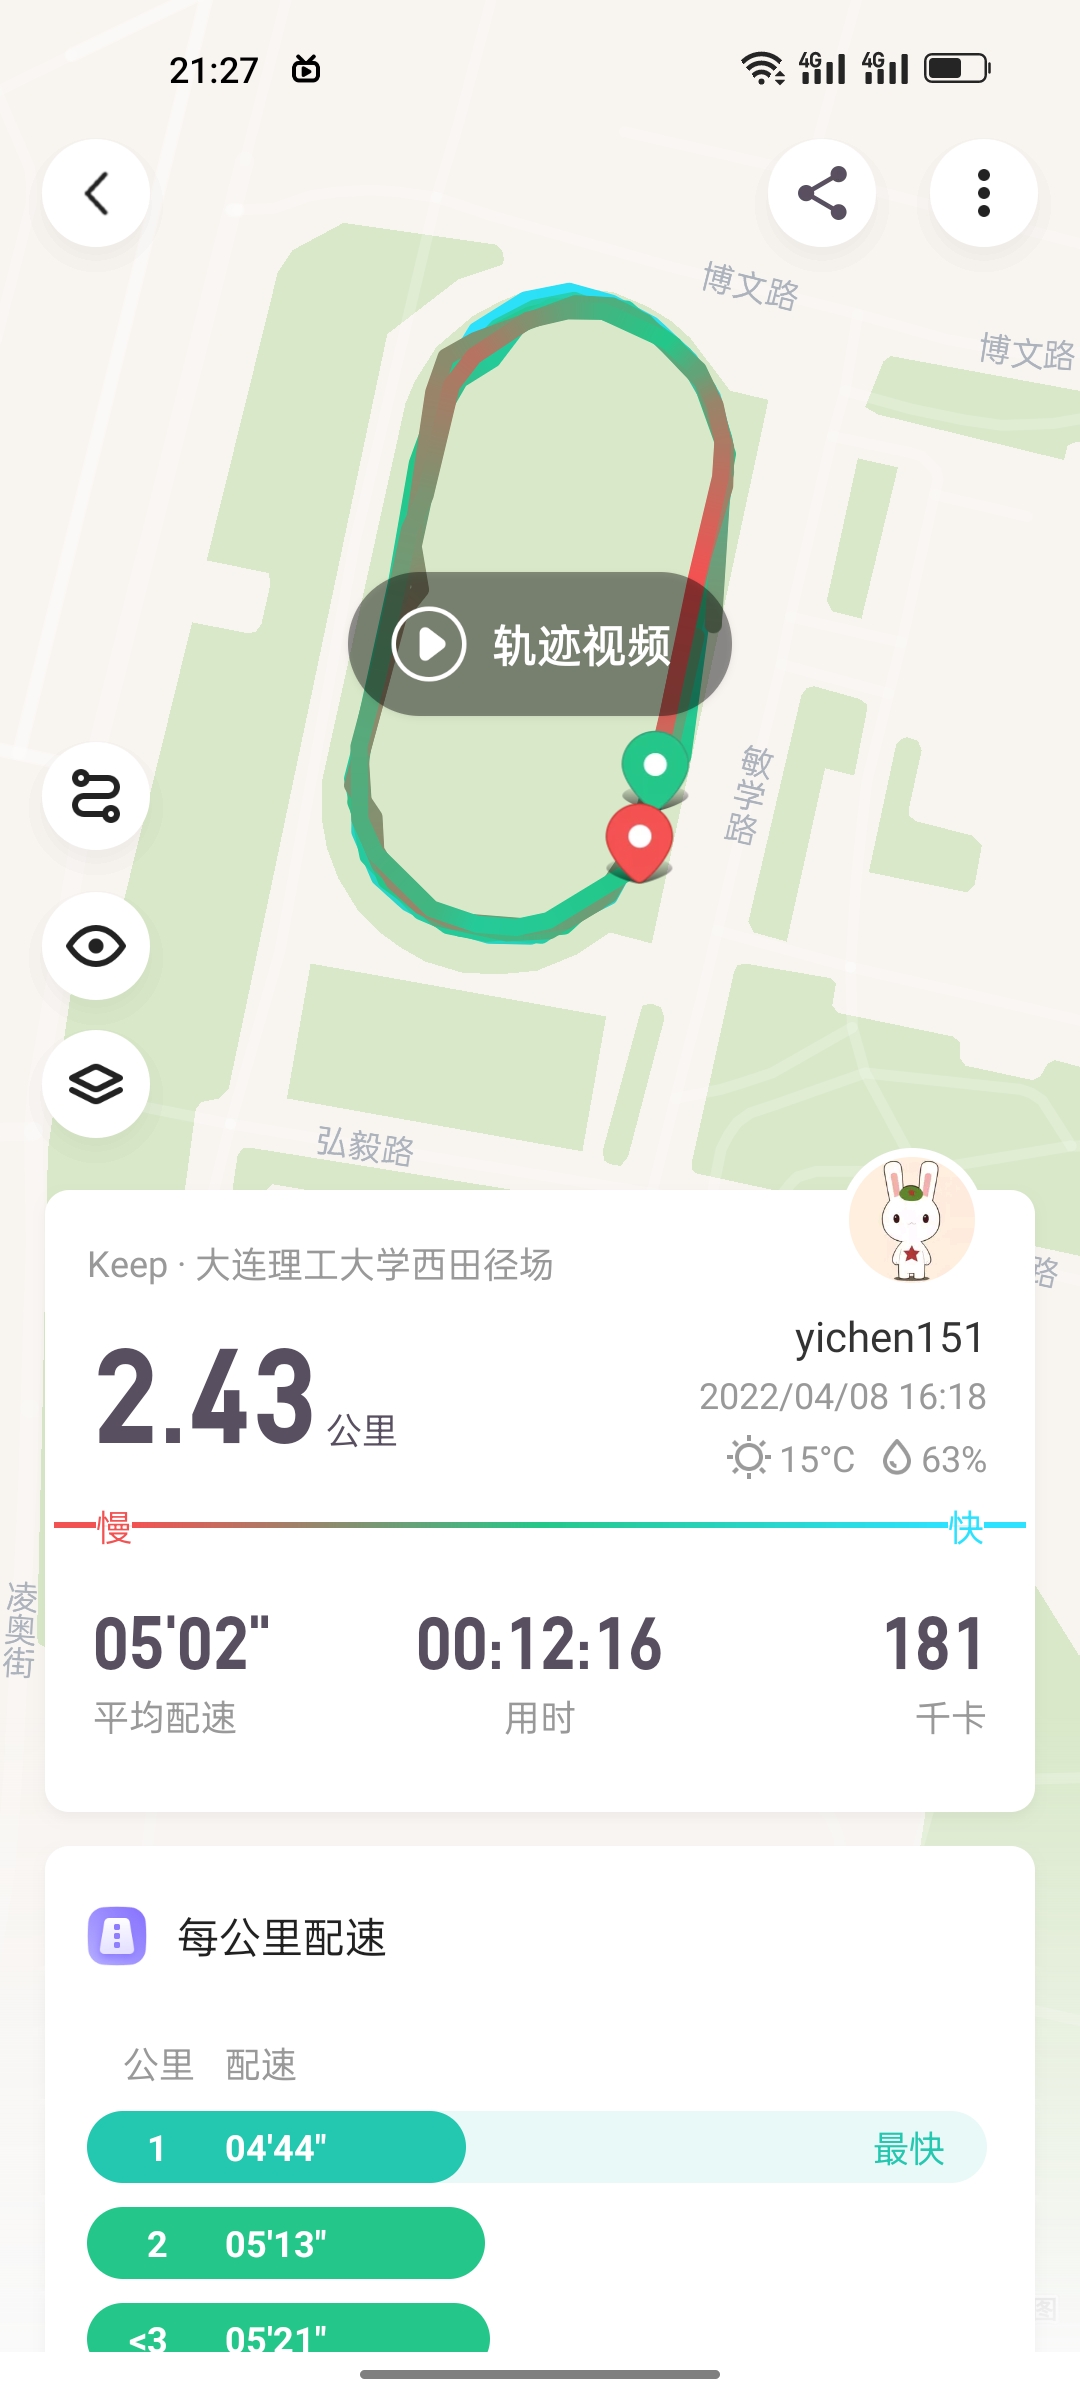 21:27
4G 4G
博文路
博文路
轨迹视频
敏学路
弘毅路
Keep · 大连理工大学西田径场
路
yichen151
2.43 公里
2022/04/08 16:18
15°C 63%
慢 快
凌奥街
05'02" 00:12:16 181
平均配速 用时 千卡
每公里配速
公里 配速
1 04'44" 最快
2 05'13"
图
<3 05'21"